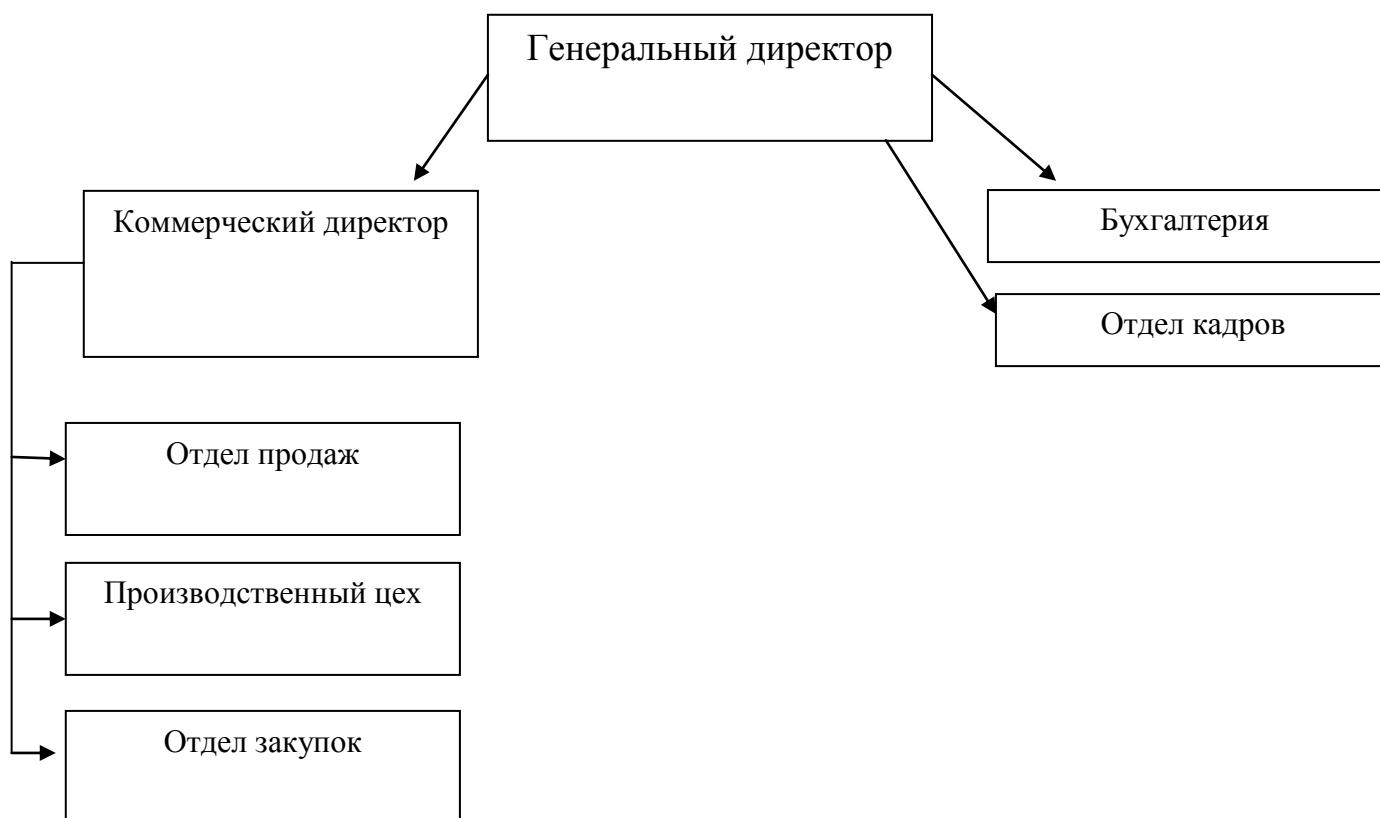 Генеральный директор
Коммерческий директор
Бухгалтерия
Отдел кадров
Отдел продаж
Производственный цех
Отдел закупок